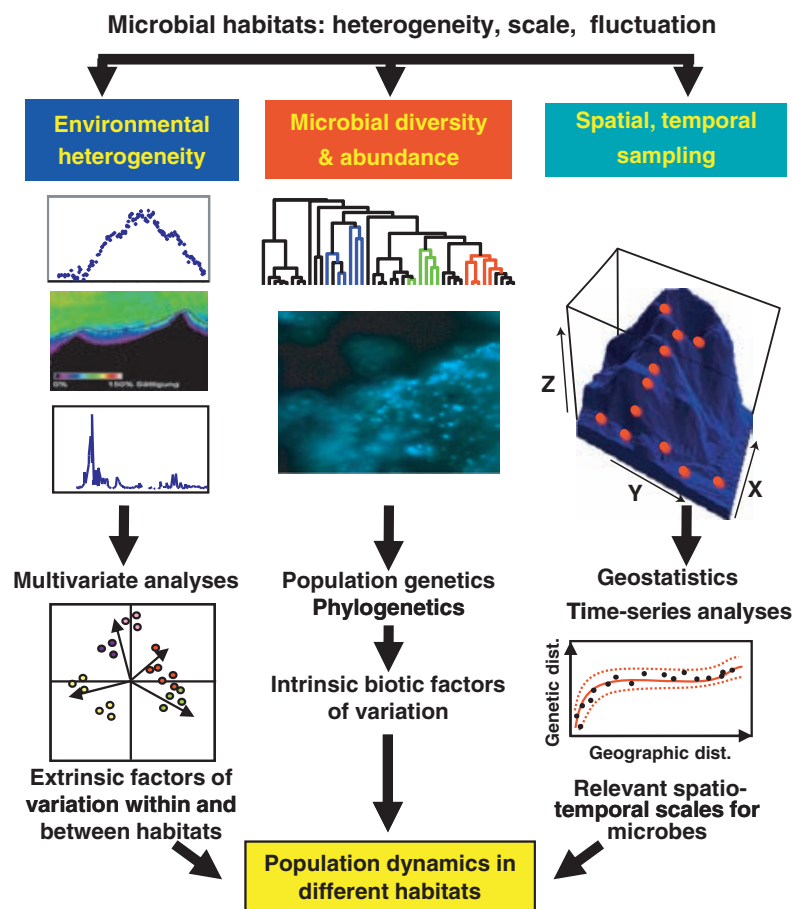 Microbial habitats: heterogeneity, scale, fluctuation
Environmental
heterogeneity
Microbial diversity
& abundance
Spatial, temporal
sampling
0%
150% Sättigung
Z
Y
X
Multivariate analyses
Population genetics
Phylogenetics
Geostatistics
Time-series analyses
Intrinsic biotic factors
of variation
Genetic dist.
Geographic dist.
Extrinsic factors of
variation within and
between habitats
Relevant spatio-
temporal scales for
microbes
Population dynamics in
different habitats